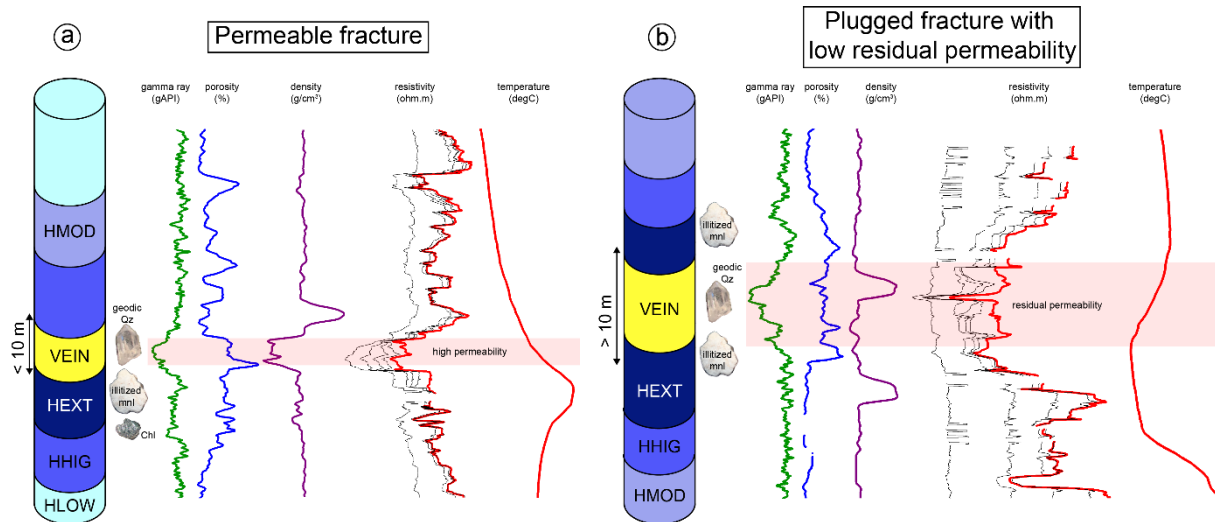 a
Permeable fracture
gamma ray
(gAPI)
porosity
(%)
density
(g/cm³)
resistivity
(ohm.m)
temperature
(degC)
HMOD
geodic
Qz
< 10 m
VEIN
high permeability
illitized
mnl
HEXT
Chl
HHIG
HLOW
b
Plugged fracture with
low residual permeability
gamma ray
(gAPI)
porosity
(%)
density
(g/cm³)
resistivity
(ohm.m)
temperature
(degC)
illitized
mnl
geodic
Qz
> 10 m
VEIN
residual permeability
illitized
mnl
HEXT
HHIG
HMOD